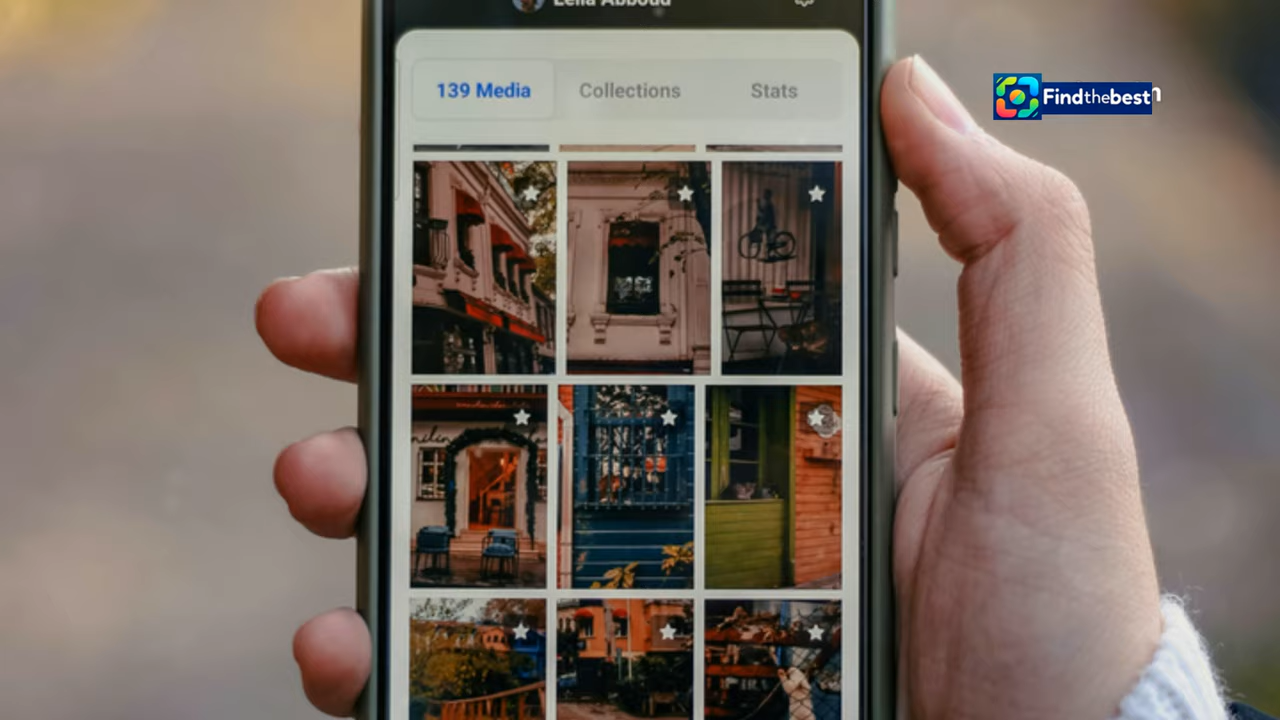 Leila Abboud
139 Media
Collections
Stats
Findthebest